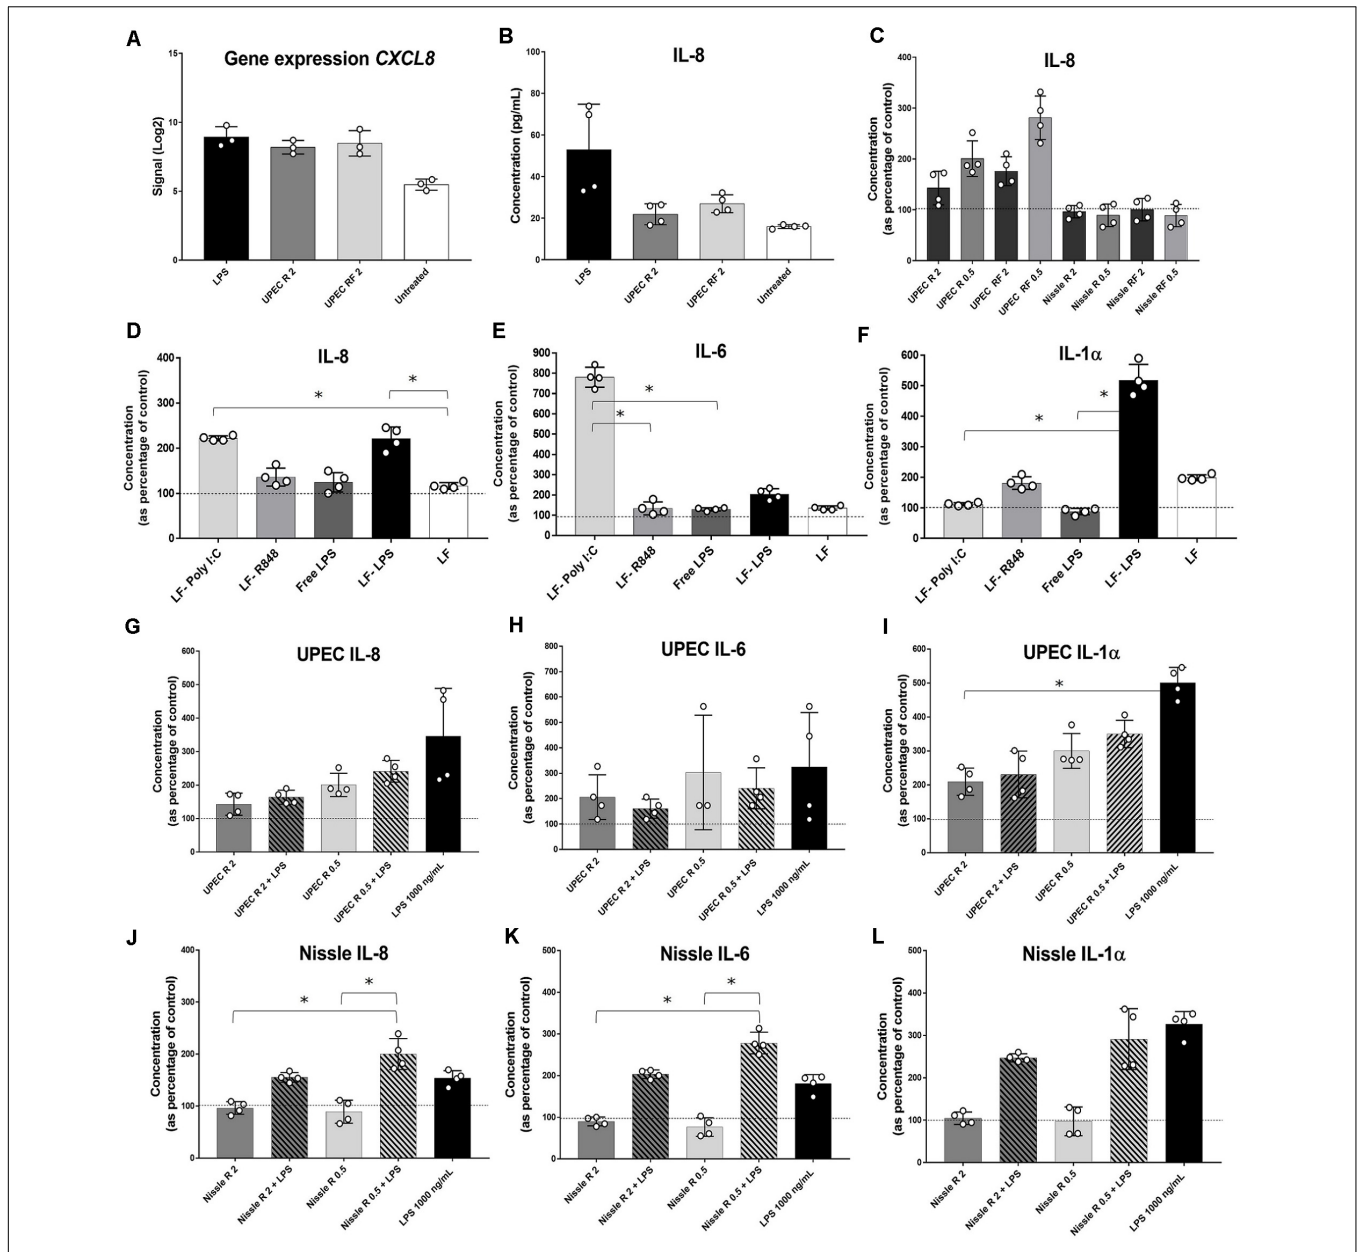 A
Gene expression CXCL8
Signal (Log2)
15
10
5
0
LPS
UPEC R 2
UPEC RF 2
Untreated
B
IL-8
Concentration (pg/mL)
100
80
60
40
20
0
LPS
UPEC R 2
UPEC RF 2
Untreated
C
IL-8
Concentration
(as percentage of control)
400
300
200
100
0
UPEC R 2
UPEC R 0.5
UPEC RF 2
UPEC RF 0.5
Nissle R 2
Nissle R 0.5
Nissle RF 2
Nissle RF 0.5
D
IL-8
Concentration
(as percentage of control)
400
300
200
100
0
*
*
LF- Poly I:C
LF- R848
Free LPS
LF- LPS
LF
E
IL-6
Concentration
(as percentage of control)
900
800
700
600
500
400
300
200
100
0
*
*
LF- Poly I:C
LF- R848
Free LPS
LF- LPS
LF
F
IL-1α
Concentration
(as percentage of control)
600
500
400
300
200
100
0
*
*
LF- Poly I:C
LF- R848
Free LPS
LF- LPS
LF
G
UPEC IL-8
Concentration
(as percentage of control)
600
500
400
300
200
100
0
UPEC R 2
UPEC R 2 + LPS
UPEC R 0.5
UPEC R 0.5 + LPS
LPS 1000 ng/mL
H
UPEC IL-6
Concentration
(as percentage of control)
800
700
600
500
400
300
200
100
0
UPEC R 2
UPEC R 2 + LPS
UPEC R 0.5
UPEC R 0.5 + LPS
LPS 1000 ng/mL
I
UPEC IL-1α
Concentration
(as percentage of control)
600
500
400
300
200
100
0
*
UPEC R 2
UPEC R 2 + LPS
UPEC R 0.5
UPEC R 0.5 + LPS
LPS 1000 ng/mL
J
Nissle IL-8
Concentration
(as percentage of control)
400
300
200
100
0
*
*
Nissle R 2
Nissle R 2 + LPS
Nissle R 0.5
Nissle R 0.5 + LPS
LPS 1000 ng/mL
K
Nissle IL-6
Concentration
(as percentage of control)
500
400
300
200
100
0
*
*
Nissle R 2
Nissle R 2 + LPS
Nissle R 0.5
Nissle R 0.5 + LPS
LPS 1000 ng/mL
L
Nissle IL-1α
Concentration
(as percentage of control)
500
400
300
200
100
0
Nissle R 2
Nissle R 2 + LPS
Nissle R 0.5
Nissle R 0.5 + LPS
LPS 1000 ng/mL